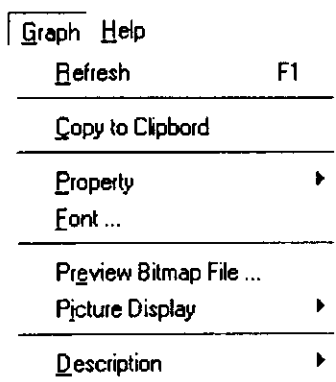 Graph Help
Refresh F1
Copy to Clipbord
Property
Font ...
Preview Bitmap File ...
Picture Display
Description